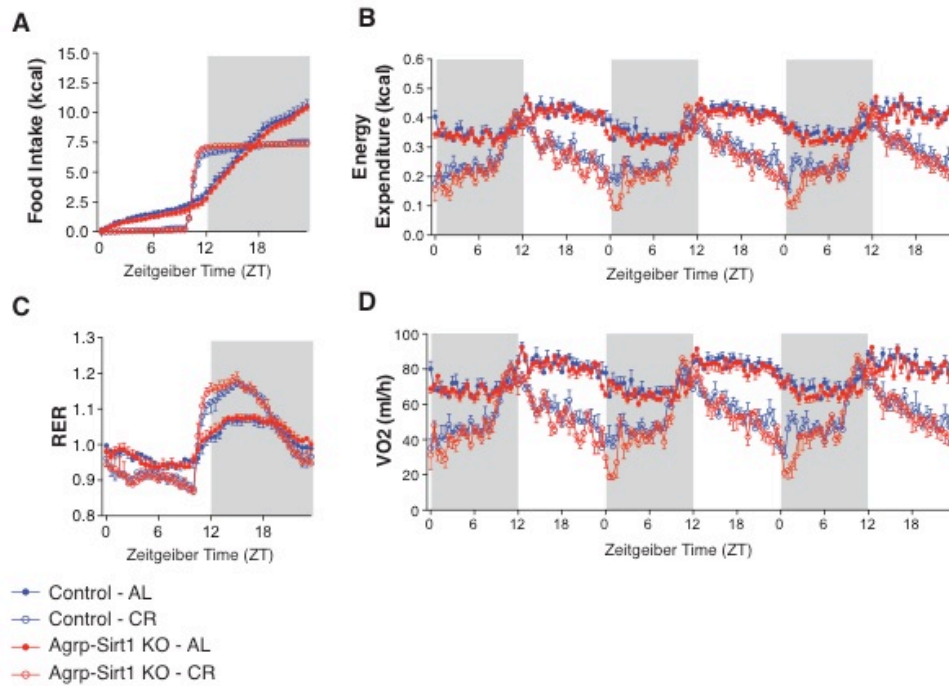 A
Food Intake (kcal)
15.0
12.5
10.0
7.5
5.0
2.5
0.0
0 6 12 18
Zeitgeiber Time (ZT)
B
Energy
Expenditure (kcal)
0.6
0.5
0.4
0.3
0.2
0.1
0.0
0 6 12 18 0 6 12 18 0 6 12 18
Zeitgeiber Time (ZT)
C
RER
1.3
1.2
1.1
1.0
0.9
0.8
0 6 12 18
Zeitgeiber Time (ZT)
D
VO2 (ml/h)
100
80
60
40
20
0
0 6 12 18 0 6 12 18 0 6 12 18
Zeitgeiber Time (ZT)
Control - AL
Control - CR
Agrp-Sirt1 KO - AL
Agrp-Sirt1 KO - CR